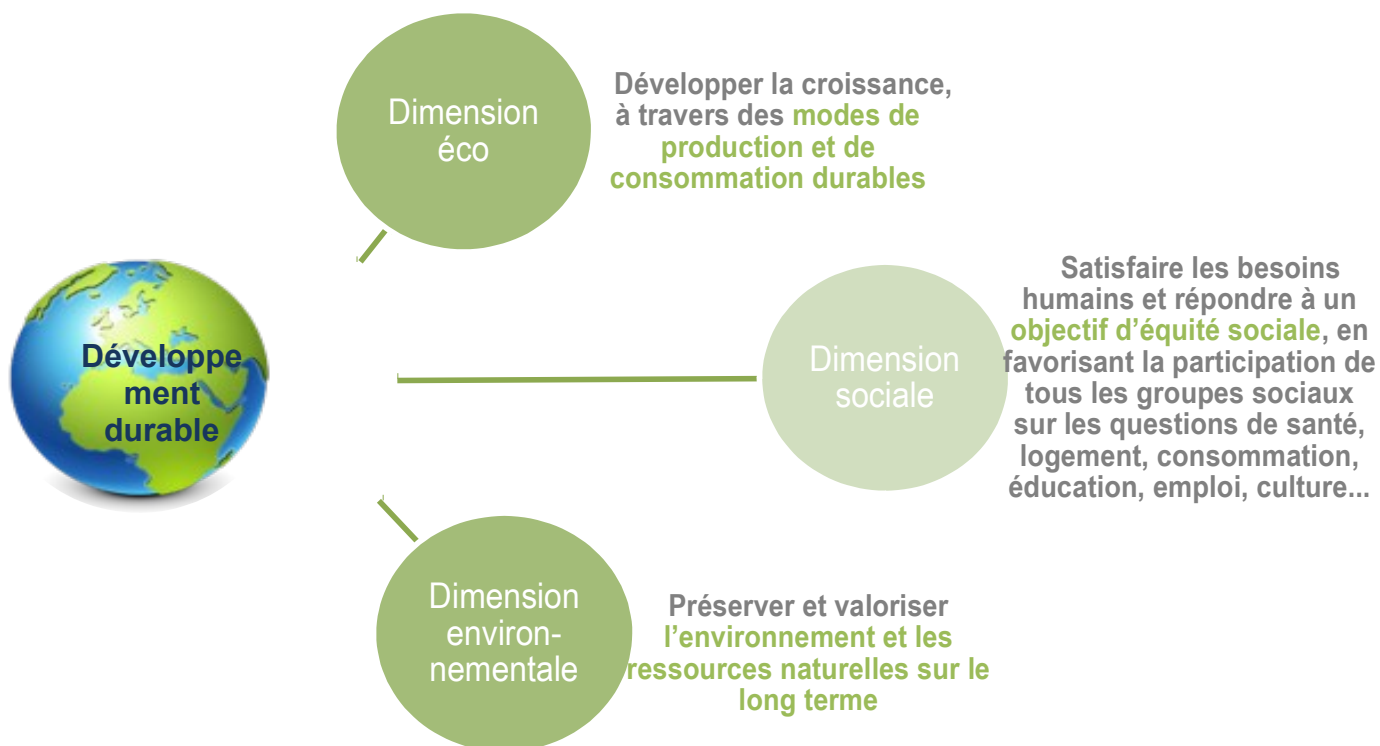 Dimension
éco
Développer la croissance,
à travers des modes de
production et de
consommation durables
Développe
ment
durable
Dimension
sociale
Satisfaire les besoins
humains et répondre à un
objectif d'équité sociale, en
favorisant la participation de
tous les groupes sociaux
sur les questions de santé,
logement, consommation,
éducation, emploi, culture...
Dimension
environ-
nementale
Préserver et valoriser
l'environnement et les
ressources naturelles sur le
long terme